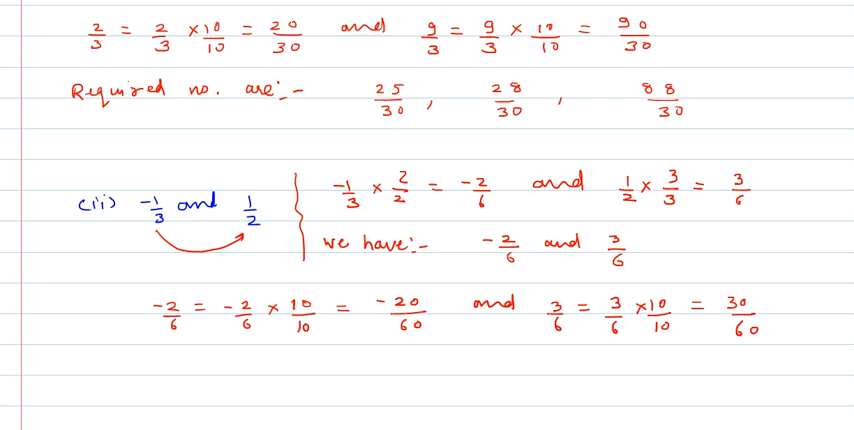 2/3 = 2/3 × 10/10 = 20/30 and 9/3 = 9/3 × 10/10 = 90/30
Required no. are:- 25/30, 28/30, 88/30
(ii) -1/3 and 1/2 } -1/3 × 2/2 = -2/6 and 1/2 × 3/3 = 3/6
we have:- -2/6 and 3/6
-2/6 = -2/6 × 10/10 = -20/60 and 3/6 = 3/6 × 10/10 = 30/60